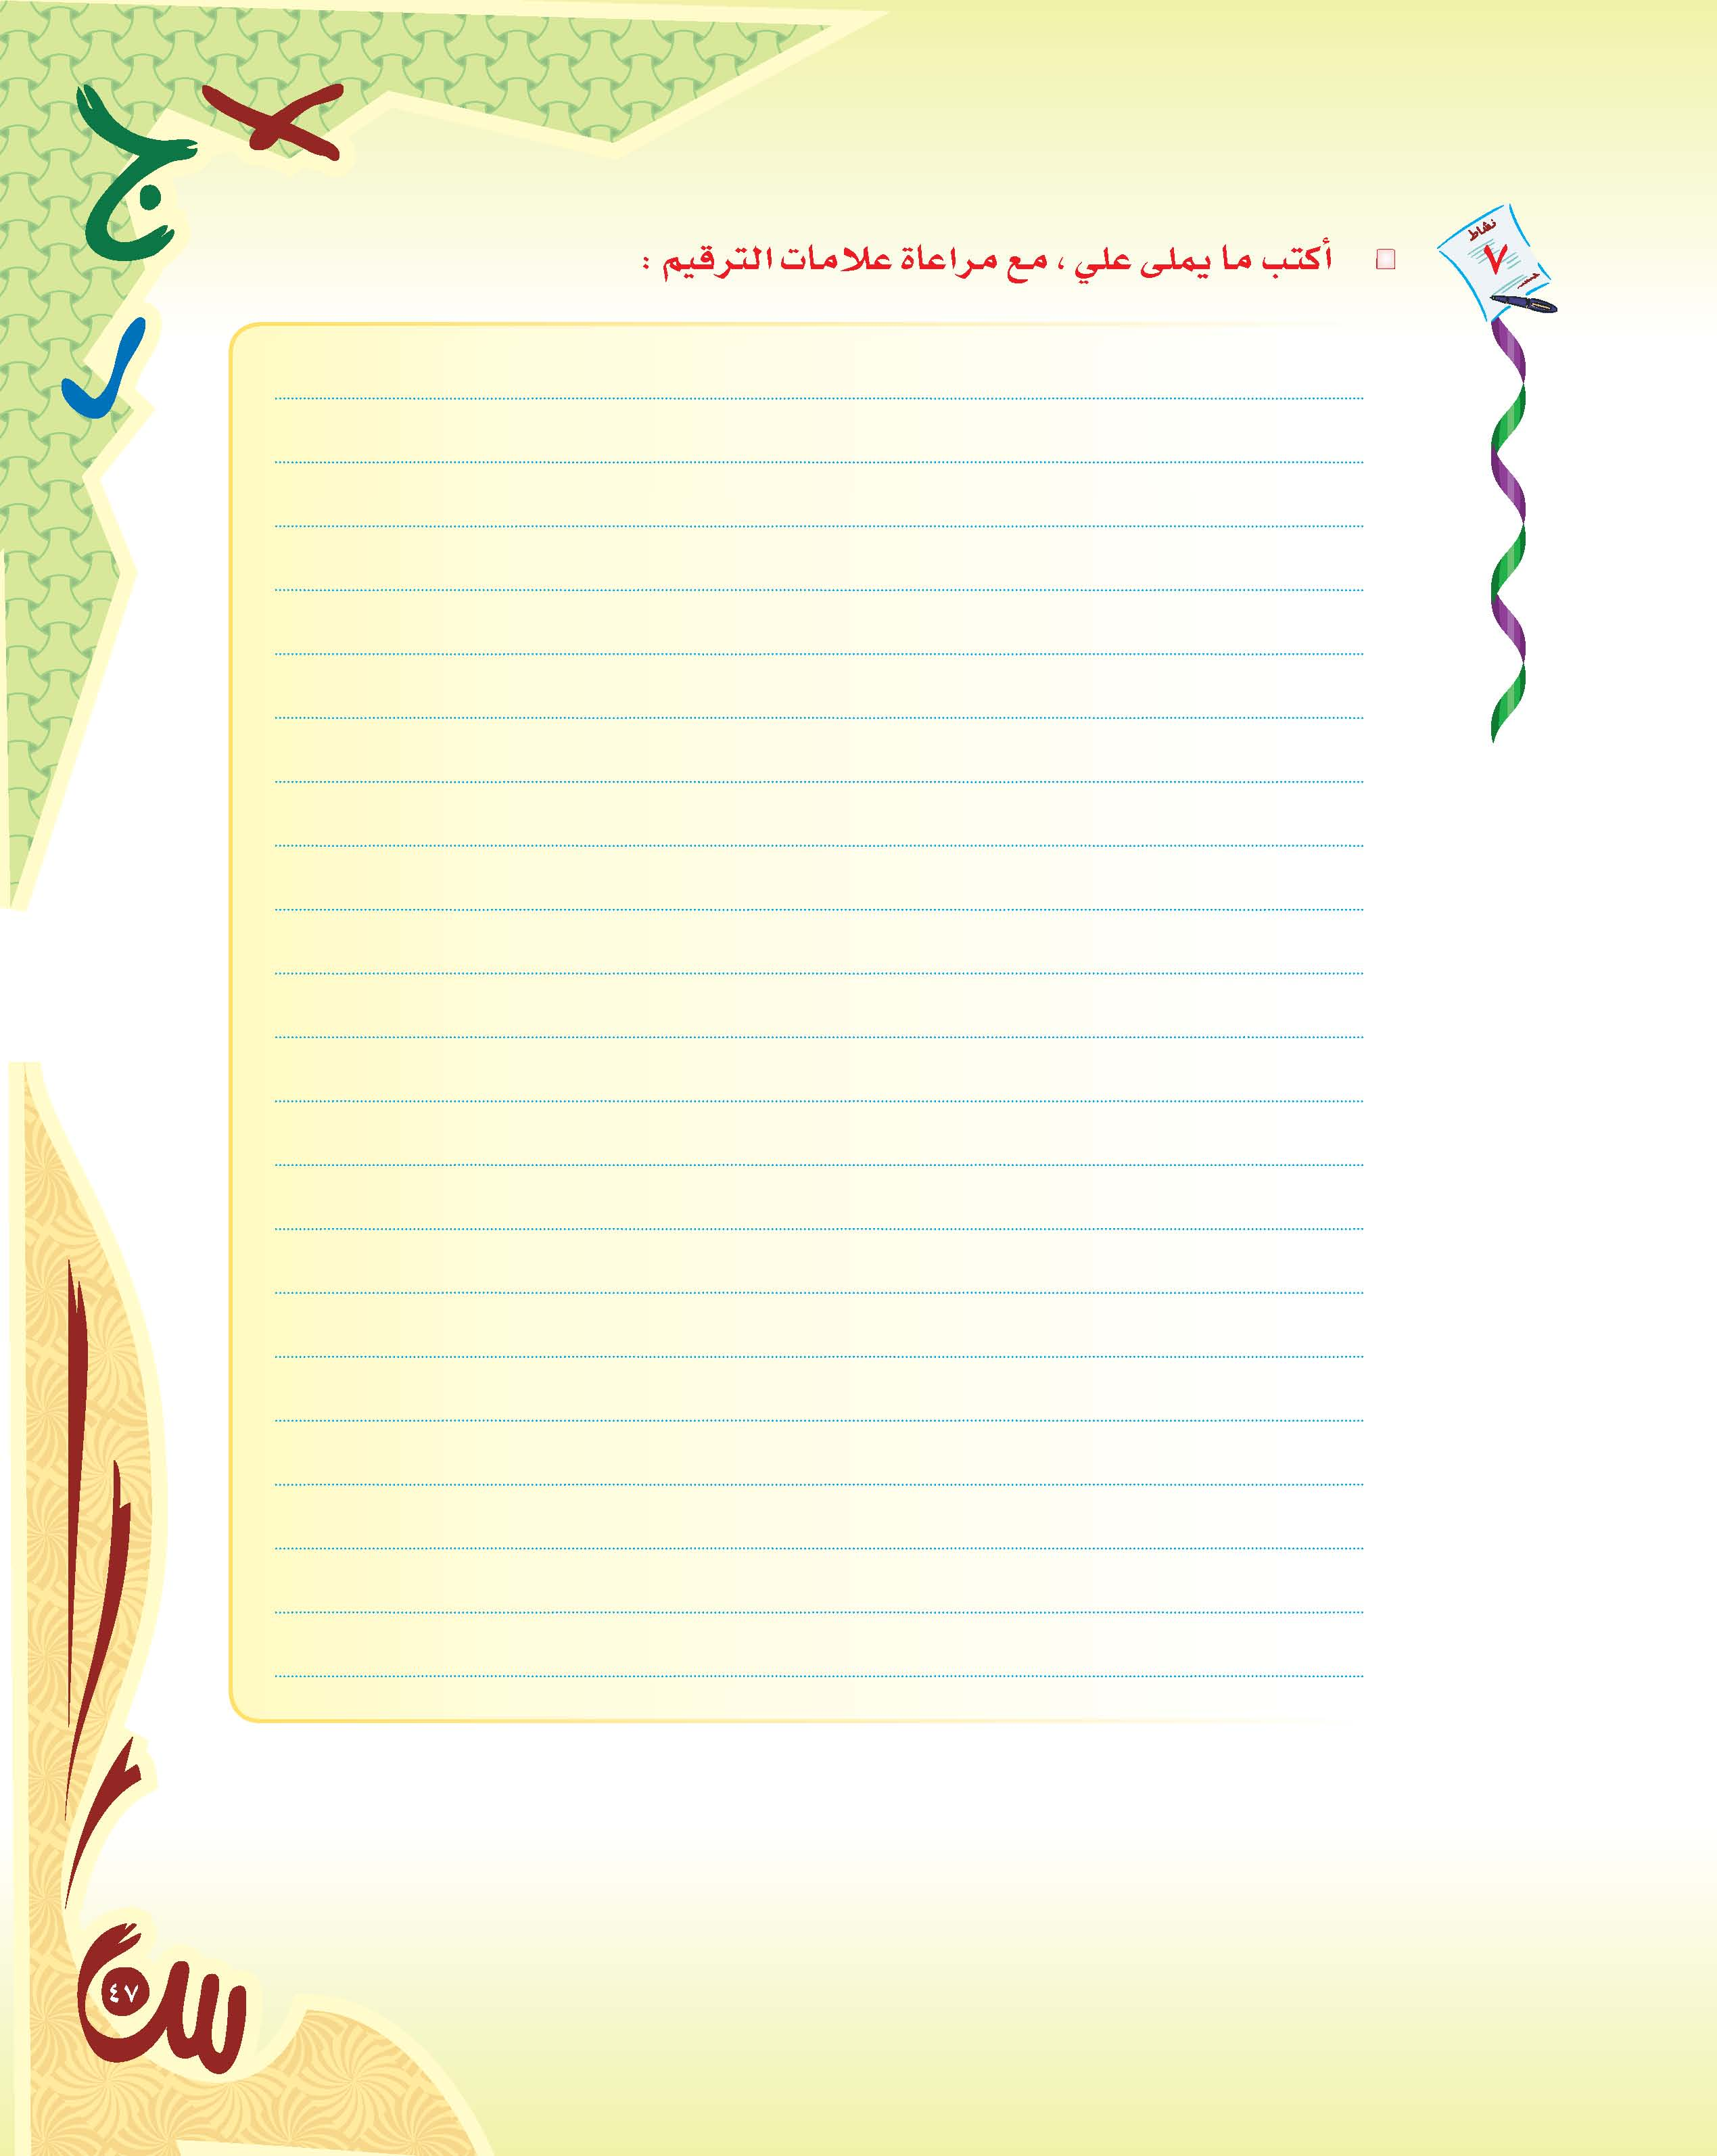 نشاط
٧
أكتب ما يملى علي ، مع مراعاة علامات الترقيم :
٤٧